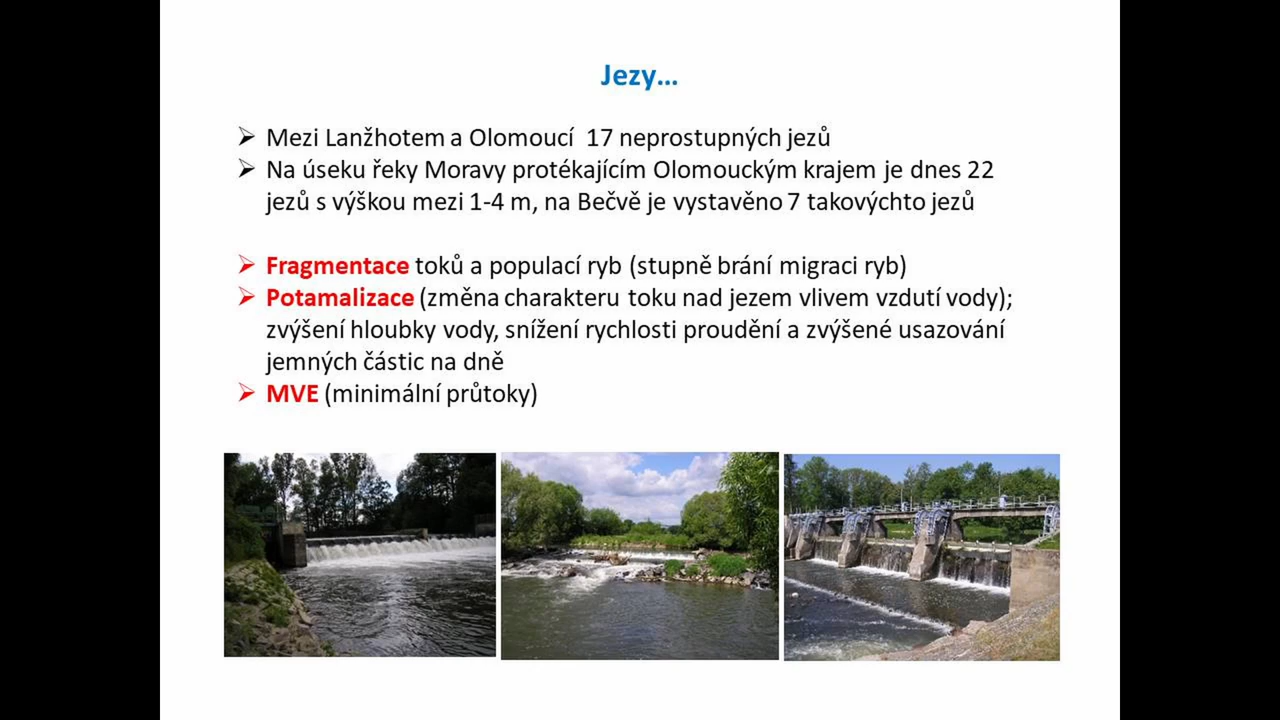 Jezy…
➢ Mezi Lanžhotem a Olomoucí 17 neprostupných jezů
➢ Na úseku řeky Moravy protékajícím Olomouckým krajem je dnes 22
jezů s výškou mezi 1-4 m, na Bečvě je vystavěno 7 takovýchto jezů
➢ Fragmentace toků a populací ryb (stupně brání migraci ryb)
➢ Potamalizace (změna charakteru toku nad jezem vlivem vzdutí vody);
zvýšení hloubky vody, snížení rychlosti proudění a zvýšené usazování
jemných částic na dně
➢ MVE (minimální průtoky)